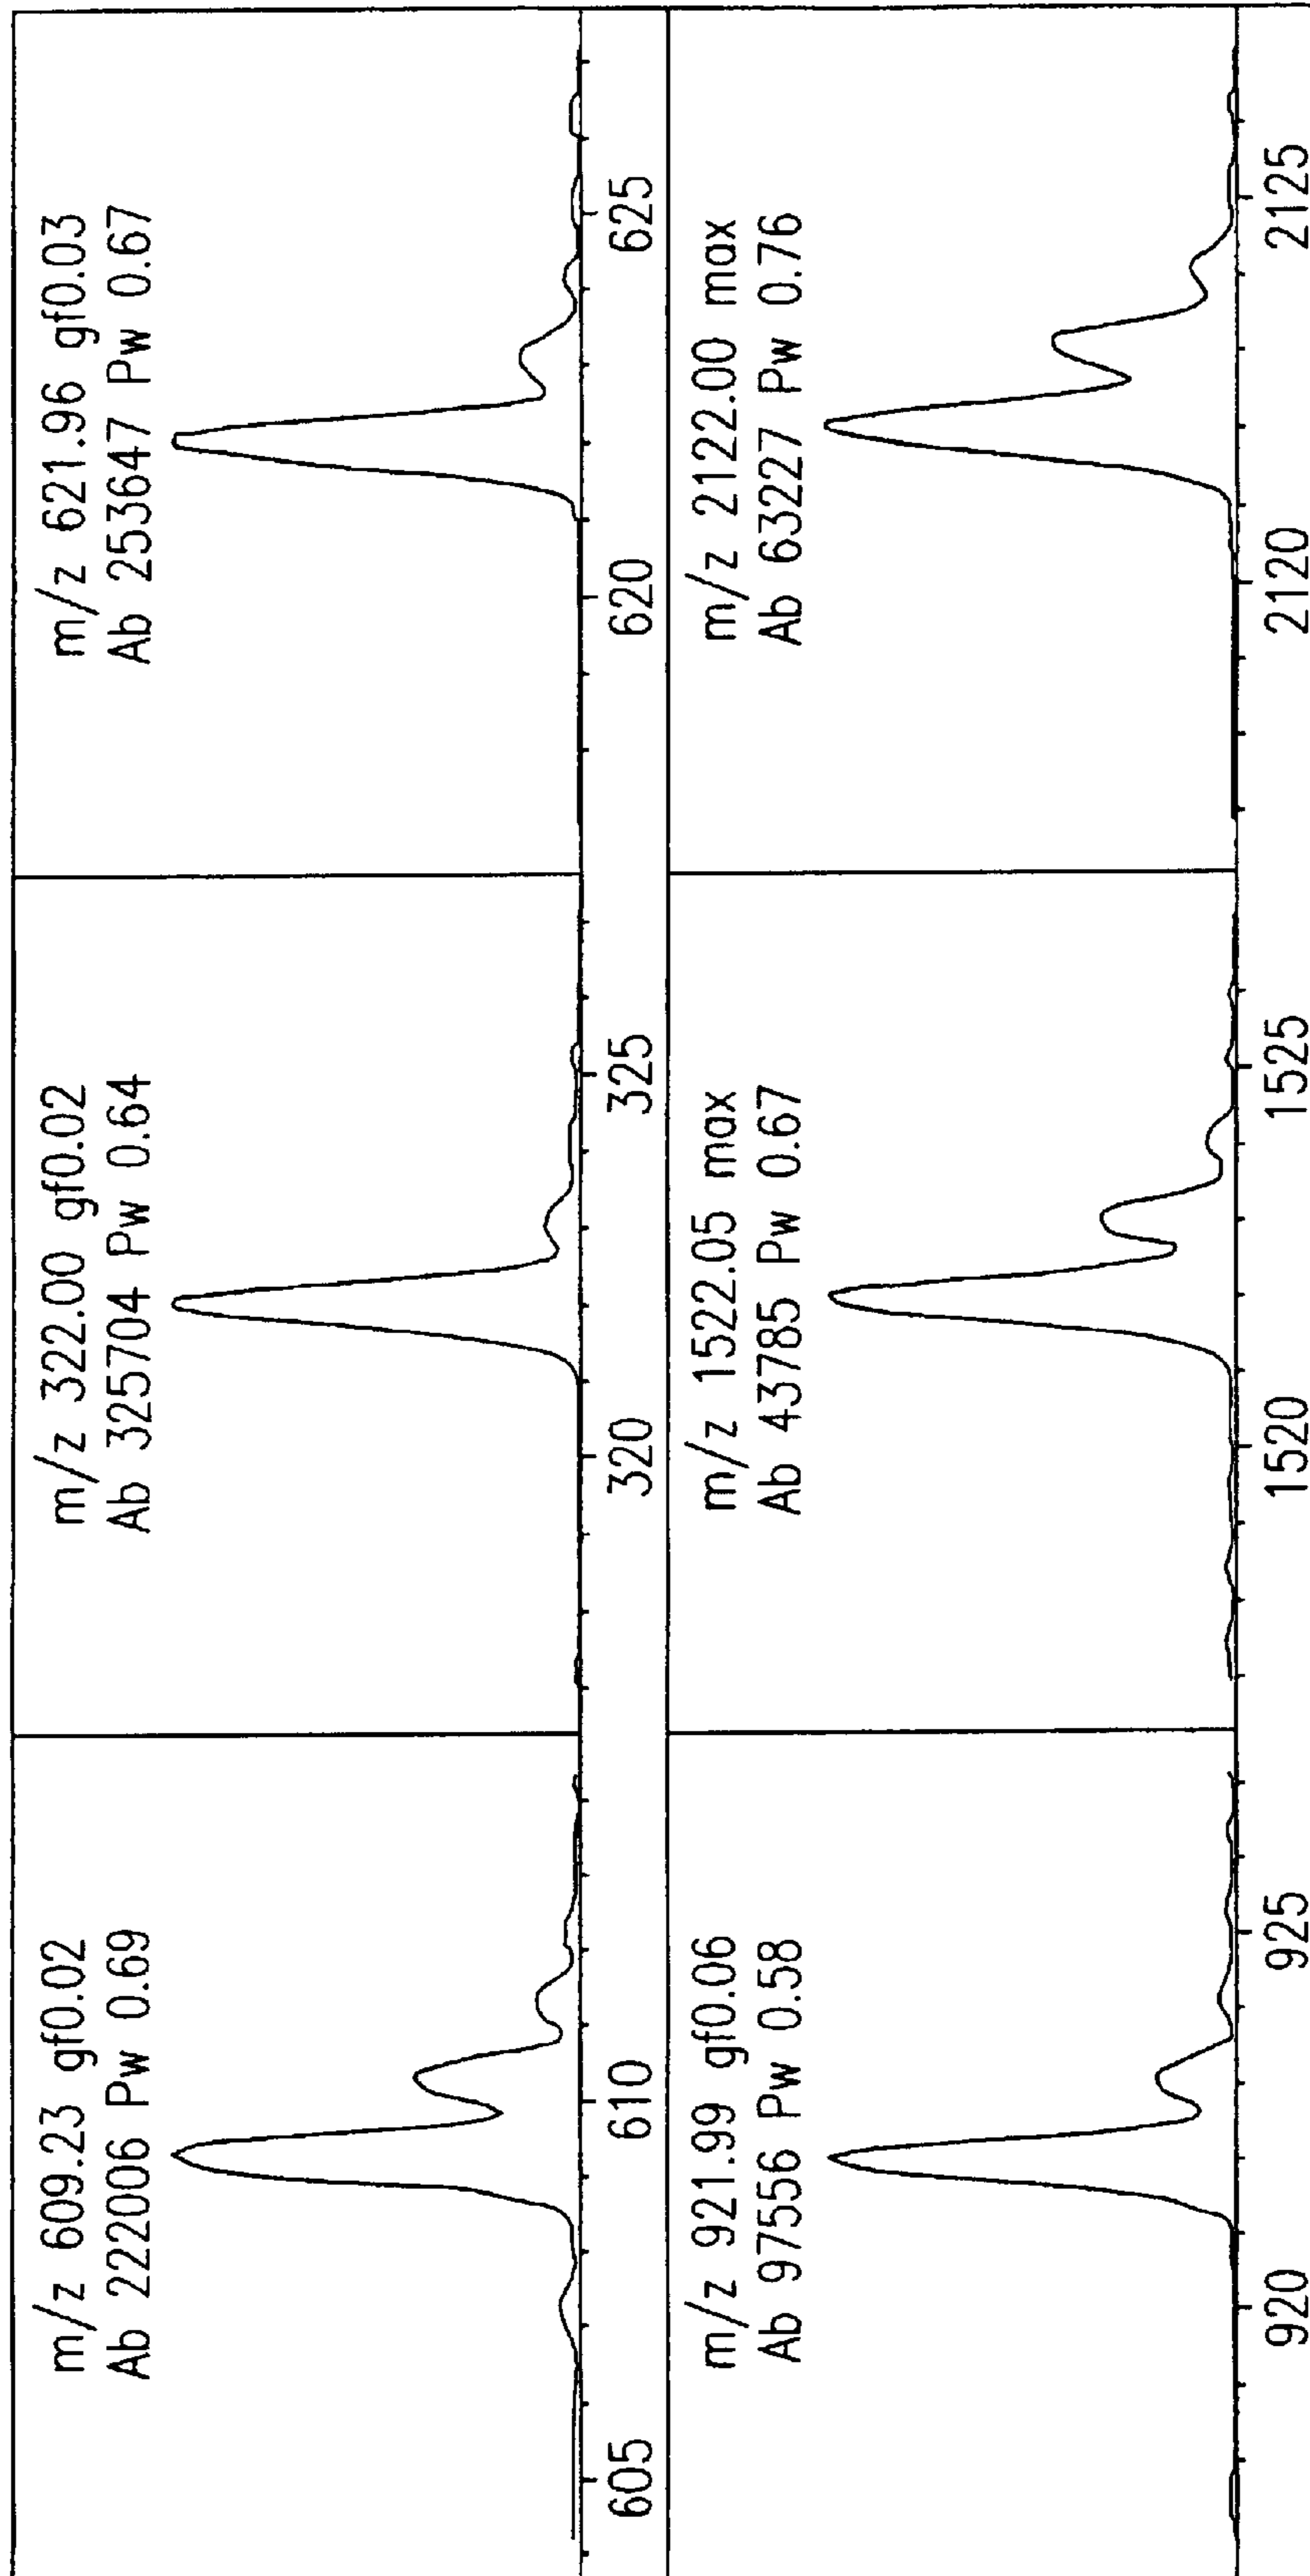 m/z 609.23 gf0.02
Ab 222006 Pw 0.69
605 610
m/z 322.00 gf0.02
Ab 325704 Pw 0.64
320 325
m/z 621.96 gf0.03
Ab 253647 Pw 0.67
620 625
m/z 921.99 gf0.06
Ab 97556 Pw 0.58
920 925
m/z 1522.05 max
Ab 43785 Pw 0.67
1520 1525
m/z 2122.00 max
Ab 63227 Pw 0.76
2120 2125